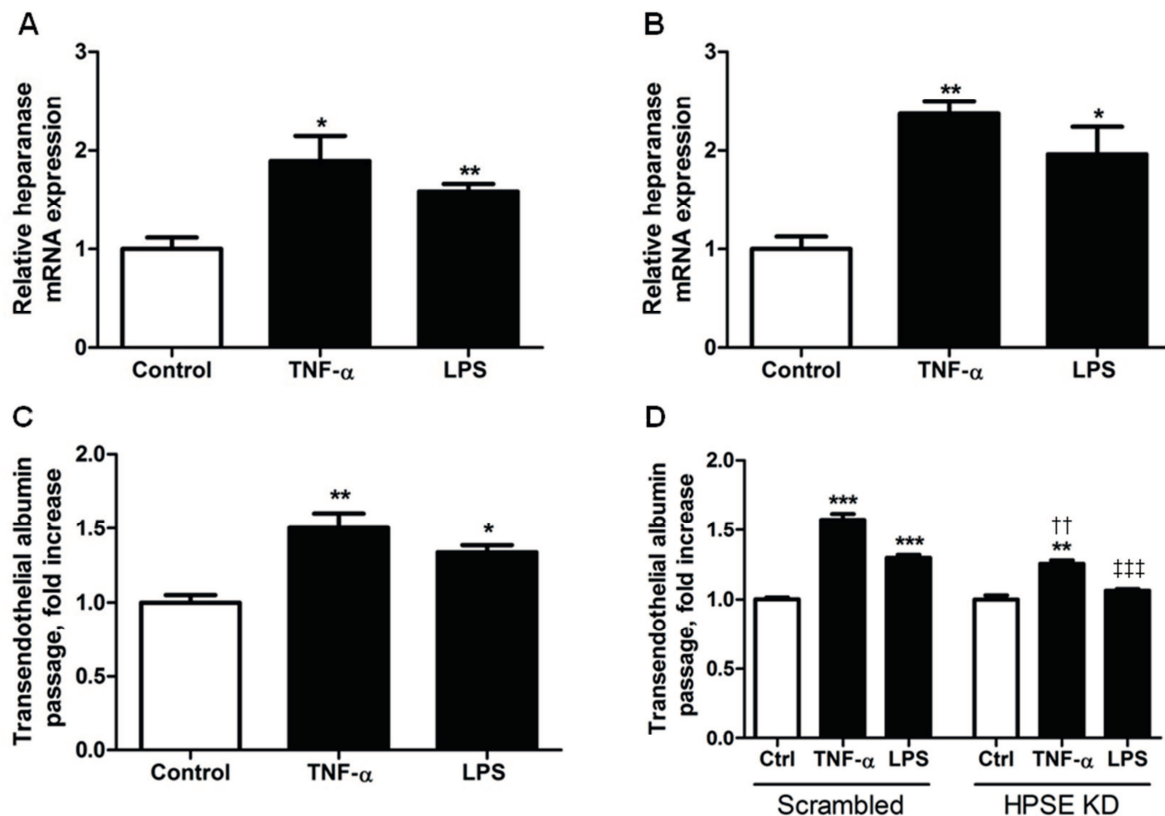 A
Relative heparanase
mRNA expression
3
2
1
0
*
**
Control
TNF-α
LPS
B
Relative heparanase
mRNA expression
3
2
1
0
**
*
Control
TNF-α
LPS
C
Transendothelial albumin
passage, fold increase
2.0
1.5
1.0
0.5
0.0
**
*
Control
TNF-α
LPS
D
Transendothelial albumin
passage, fold increase
2.0
1.5
1.0
0.5
0.0
***
***
††
**
‡‡‡
Ctrl TNF-α LPS
Ctrl TNF-α LPS
Scrambled
HPSE KD